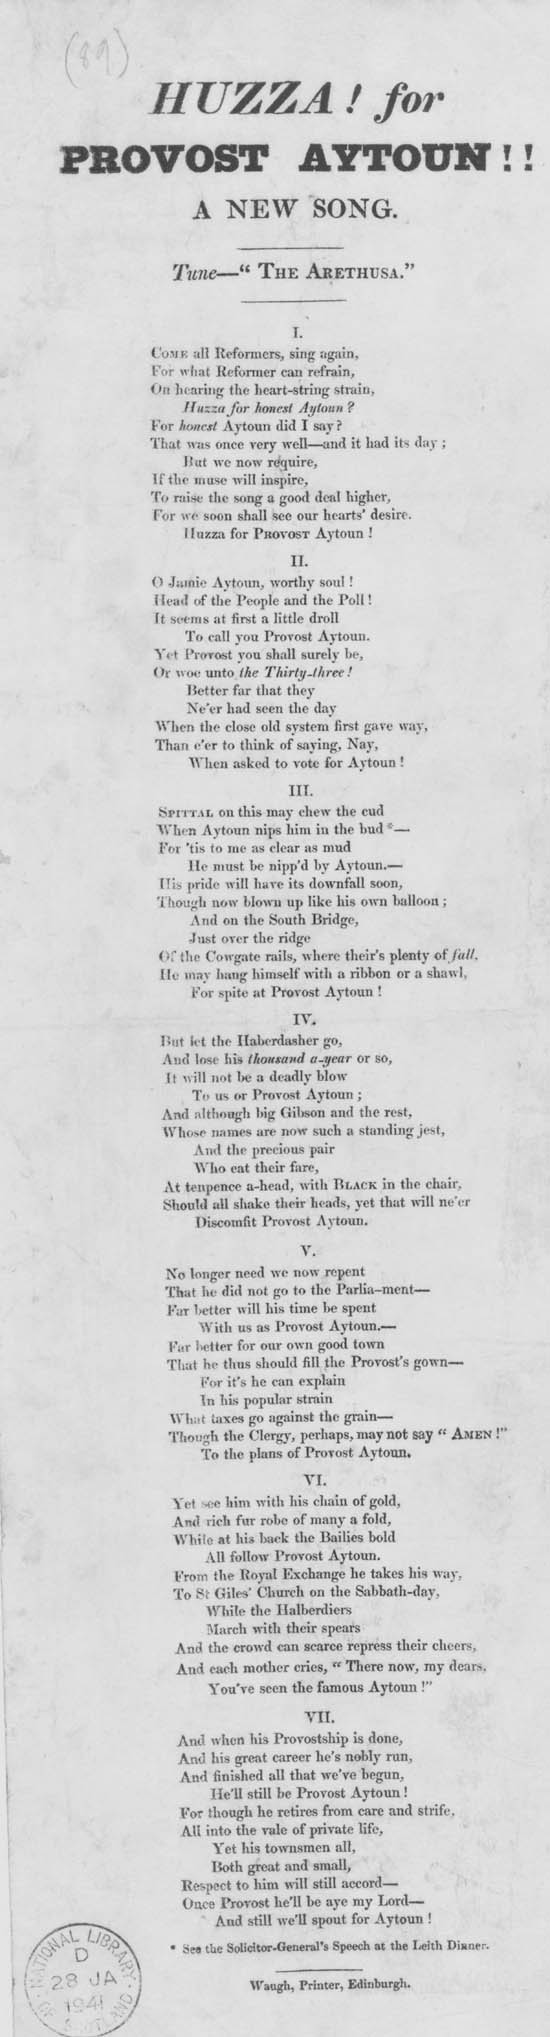 (89)
HUZZA! for
PROVOST AYTOUN!!
A NEW SONG.
Tune—“ THE ARETHUSA.”
I.
COME all Reformers, sing again,
For what Reformer can refrain,
On hearing the heart-string strain,
Huzza for honest Aytoun?
For honest Aytoun did I say?
That was once very well—and it had its day;
But we now require,
If the muse will inspire,
To raise the song a good deal higher,
For we soon shall see our hearts' desire.
Huzza for PROVOST Aytoun!
II.
O Jamie Aytoun, worthy soul!
Head of the People and the Poll!
It seems at first a little droll
To call you Provost Aytoun.
Yet Provost you shall surely be,
Or woe unto the Thirty-three!
Better far that they
Ne'er had seen the day
When the close old system first gave way,
Than e'er to think of saying, Nay,
When asked to vote for Aytoun!
III.
SPITTAL on this may chew the cud
When Aytoun nips him in the bud*—
For 'tis to me as clear as mud
He must be nipp'd by Aytoun.—
His pride will have its downfall soon,
Though now blown up like his own balloon;
And on the South Bridge,
Just over the ridge
Of the Cowgate rails, where their's plenty of fall,
He may hang himself with a ribbon or a shawl,
For spite at Provost Aytoun!
IV.
But let the Haberdasher go,
And lose his thousand a-year or so,
It will not be a deadly blow
To us or Provost Aytoun;
And although big Gibson and the rest,
Whose names are now such a standing jest,
And the precious pair
Who eat their fare,
At tenpence a-head, with BLACK in the chair,
Should all shake their heads, yet that will ne'er
Discomfit Provost Aytoun.
V.
No longer need we now repent
That he did not go to the Parlia-ment—
Far better will his time be spent
With us as Provost Aytoun.—
Far better for our own good town
That he thus should fill the Provost's gown—
For it's he can explain
In his popular strain
What taxes go against the grain—
Though the Clergy, perhaps, may not say “ AMEN!”
To the plans of Provost Aytoun.
VI.
Yet see him with his chain of gold,
And rich fur robe of many a fold,
While at his back the Bailies bold
All follow Provost Aytoun.
From the Royal Exchange he takes his way,
To St Giles' Church on the Sabbath-day,
While the Halberdiers
March with their spears
And the crowd can scarce repress their cheers,
And each mother cries, “ There now, my dears,
You've seen the famous Aytoun!”
VII.
And when his Provostship is done,
And his great career he's nobly run,
And finished all that we've begun,
He'll still be Provost Aytoun!
For though he retires from care and strife,
All into the vale of private life,
Yet his townsmen all,
Both great and small,
Respect to him will still accord—
Once Provost he'll be aye my Lord—
And still we'll spout for Aytoun!
* See the Solicitor-General's Speech at the Leith Dinner.
Waugh, Printer, Edinburgh.
NATIONAL LIBRARY
D
28 JA
1941
OF SCOTLAND